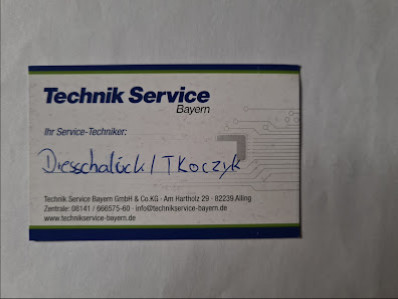 Technik Service
Bayern
Ihr Service-Techniker:
Diesschalück / TKoczyk
Technik Service Bayern GmbH & Co.KG · Am Hartholz 29 · 82239 Alling
Zentrale: 08141 / 666575-60 · info@technikservice-bayern.de
www.technikservice-bayern.de